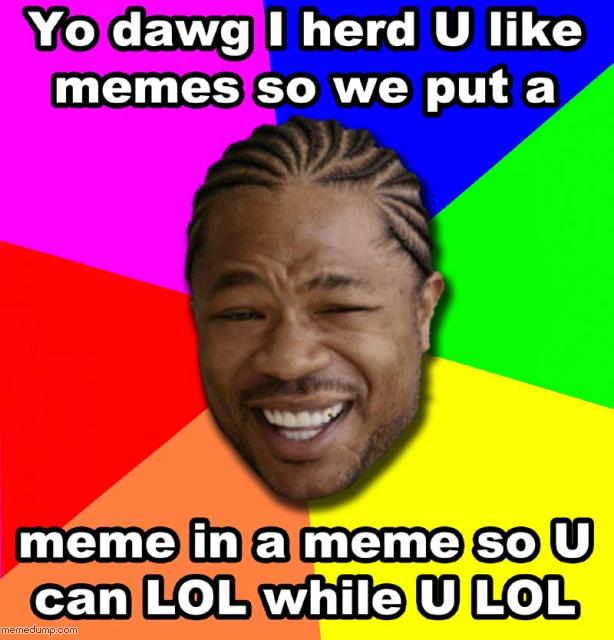 Yo dawg I herd U like
memes so we put a
meme in a meme so U
can LOL while U LOL
memedump.com